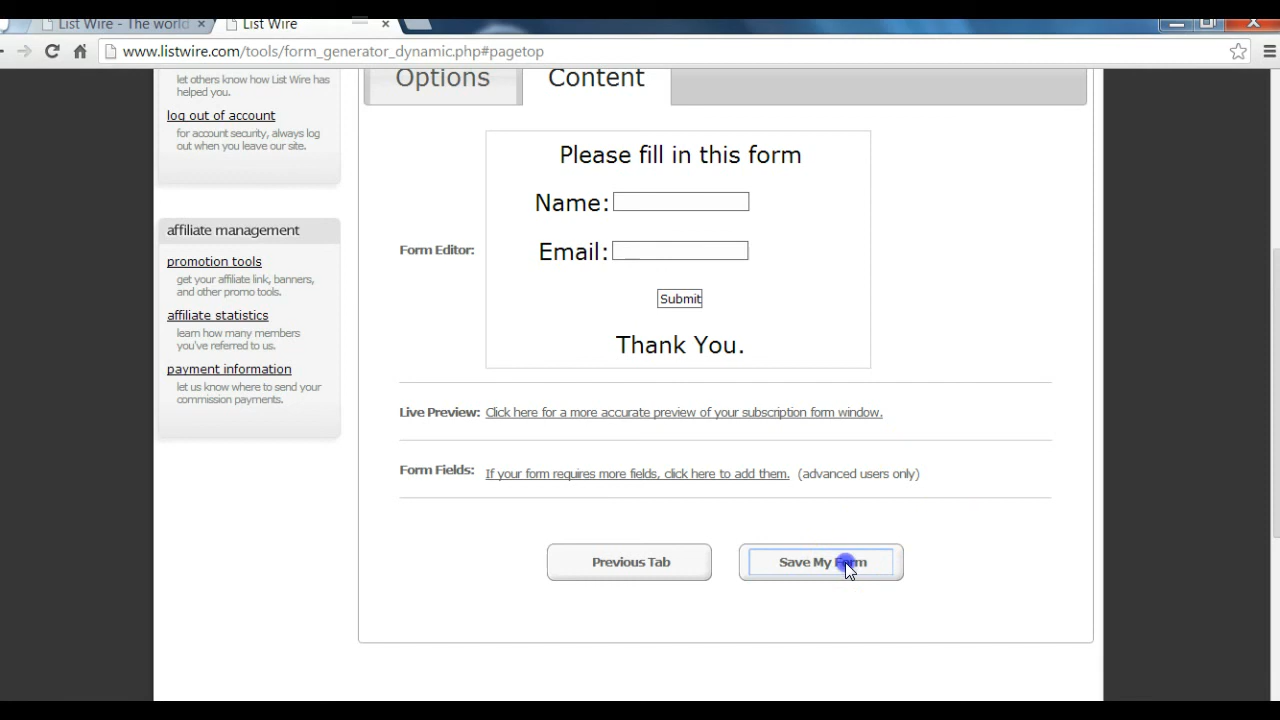 List Wire - The world
List Wire
www.listwire.com/tools/form_generator_dynamic.php#pagetop
let others know how List Wire has
helped you.
log out of account
for account security, always log
out when you leave our site.
affiliate management
promotion tools
get your affiliate link, banners,
and other promo tools.
affiliate statistics
learn how many members
you've referred to us.
payment information
let us know where to send your
commission payments.
Options
Content
Form Editor:
Please fill in this form
Name:
Email:
Submit
Thank You.
Live Preview: Click here for a more accurate preview of your subscription form window.
Form Fields: If your form requires more fields, click here to add them. (advanced users only)
Previous Tab
Save My Form